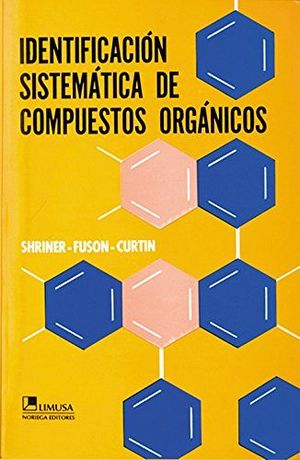 IDENTIFICACIÓN
SISTEMÁTICA DE
COMPUESTOS ORGÁNICOS
SHRINER-FUSON-CURTIN
LIMUSA
NORIEGA EDITORES